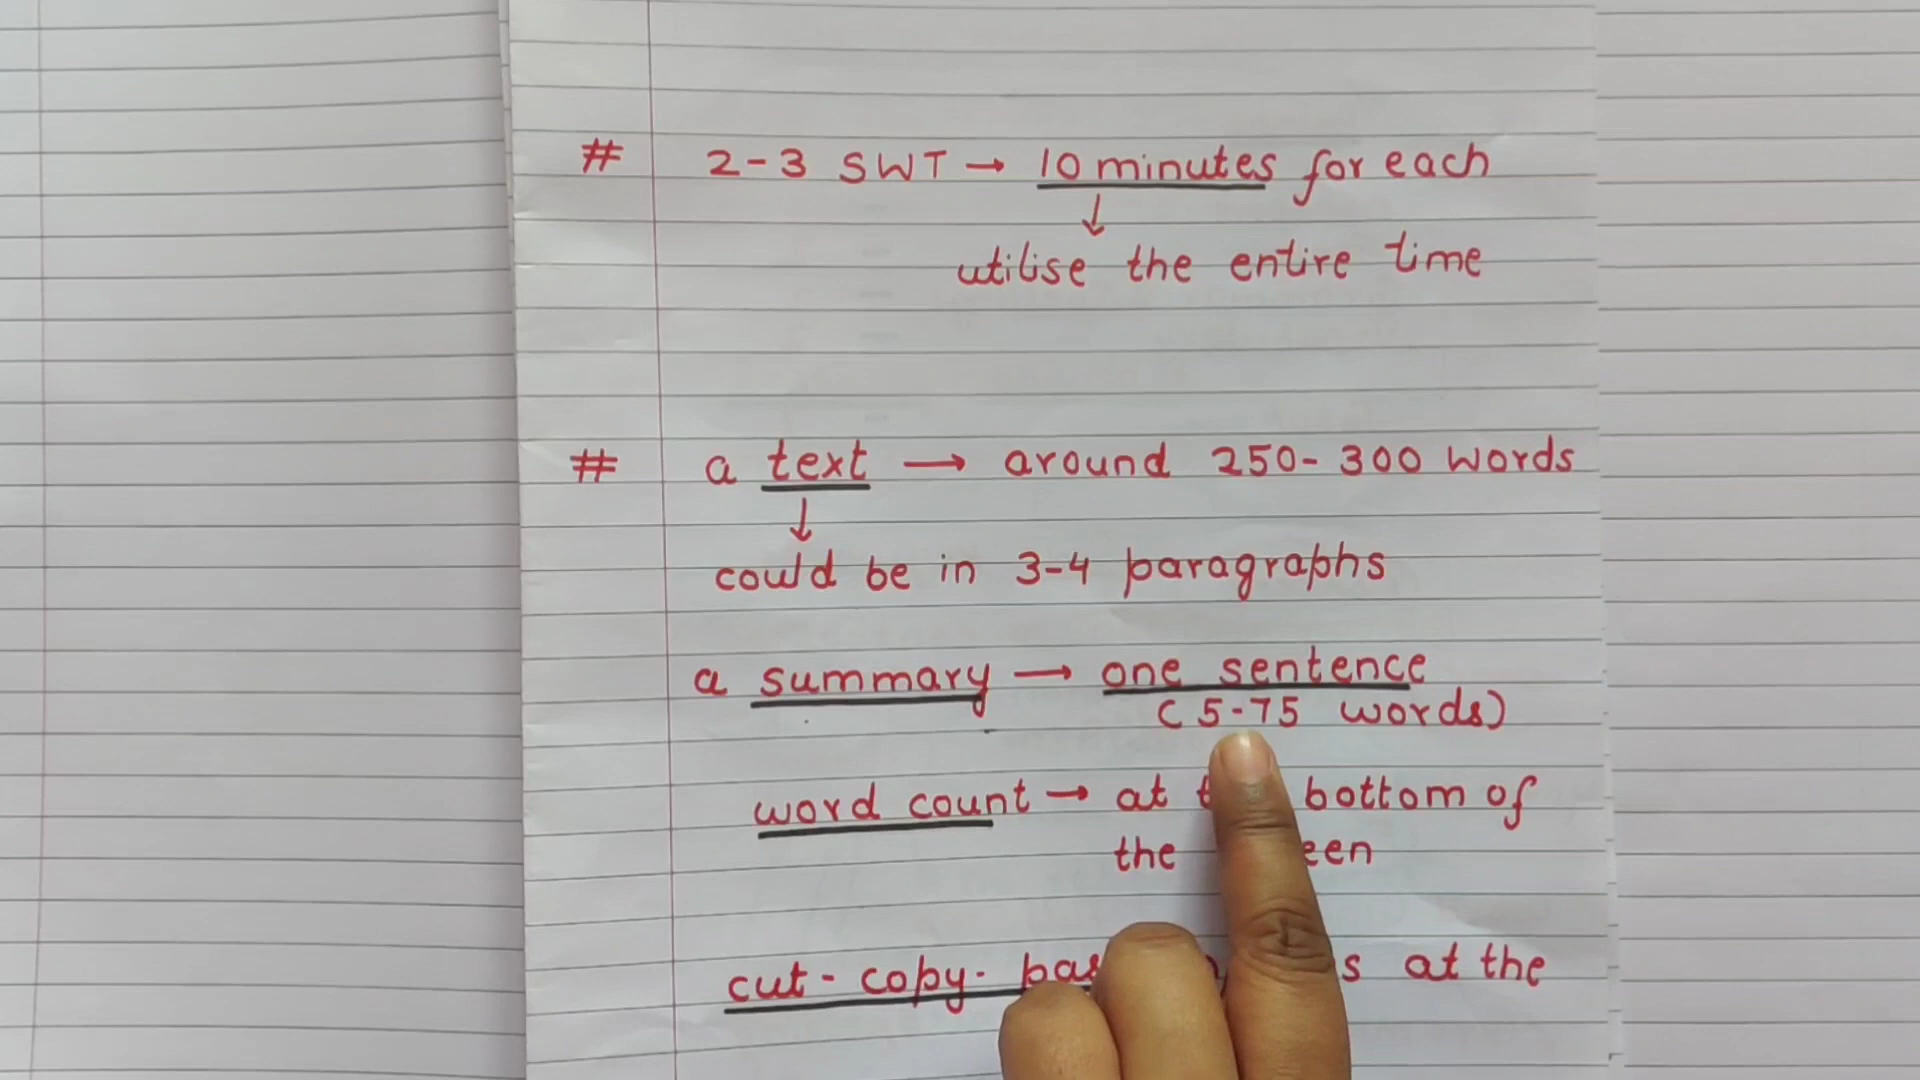 # 2-3 SWT → 10 minutes for each
↓
utilise the entire time
# a text → around 250-300 words
↓
could be in 3-4 paragraphs
a summary → one sentence
(5-75 words)
word count → at bottom of
the
cut-copy- at the